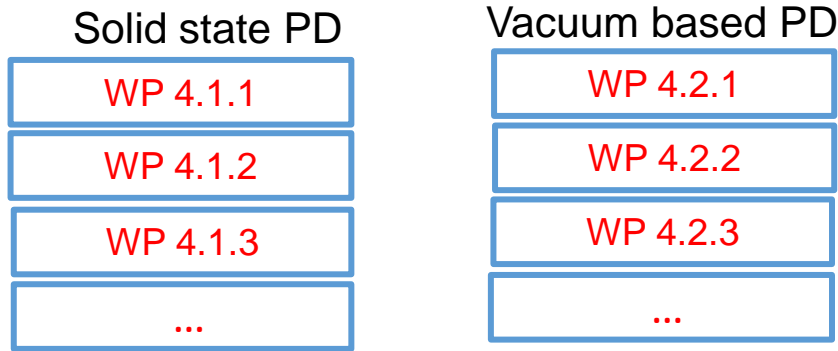 Solid state PD
WP 4.1.1
WP 4.1.2
WP 4.1.3
...
Vacuum based PD
WP 4.2.1
WP 4.2.2
WP 4.2.3
...